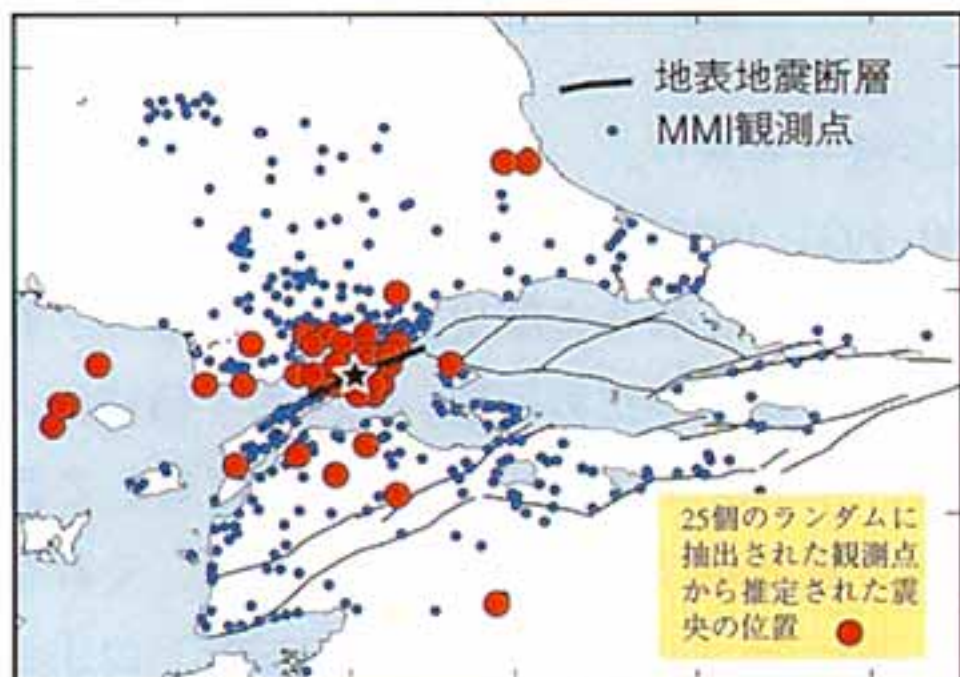 地表地震断層
MMI観測点
25個のランダムに
抽出された観測点
から推定された震
央の位置